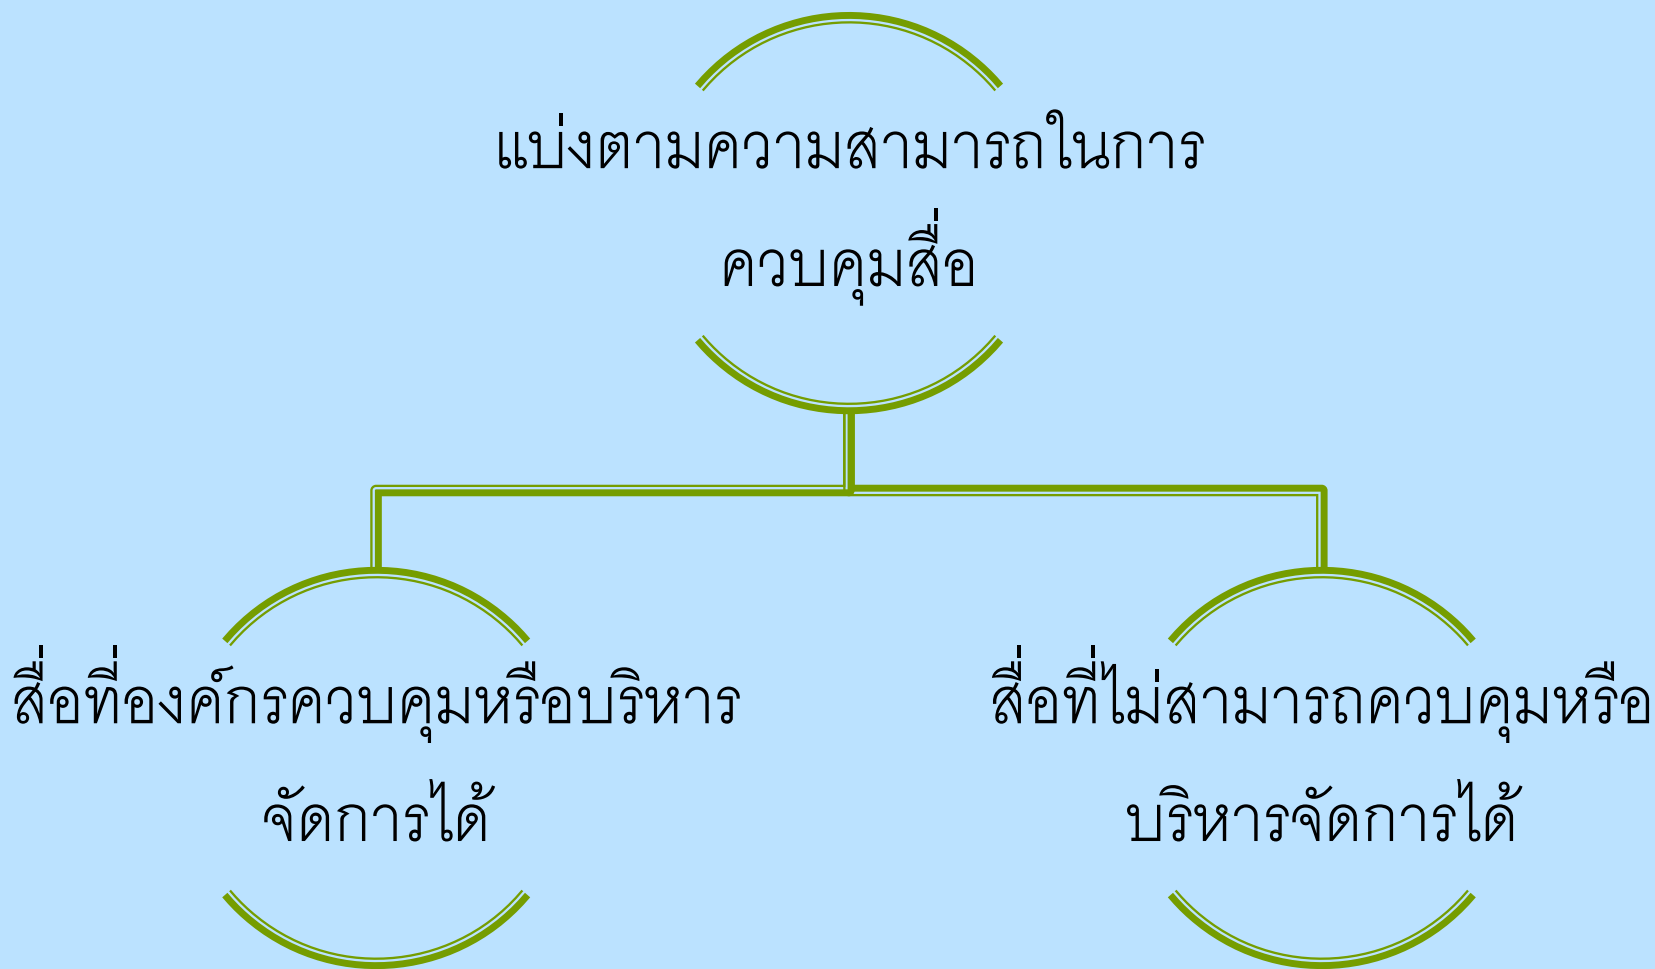 แบ่งตามความสามารถในการ
ควบคุมสื่อ
สื่อที่องค์กรควบคุมหรือบริหาร
จัดการได้
สื่อที่ไม่สามารถควบคุมหรือ
บริหารจัดการได้